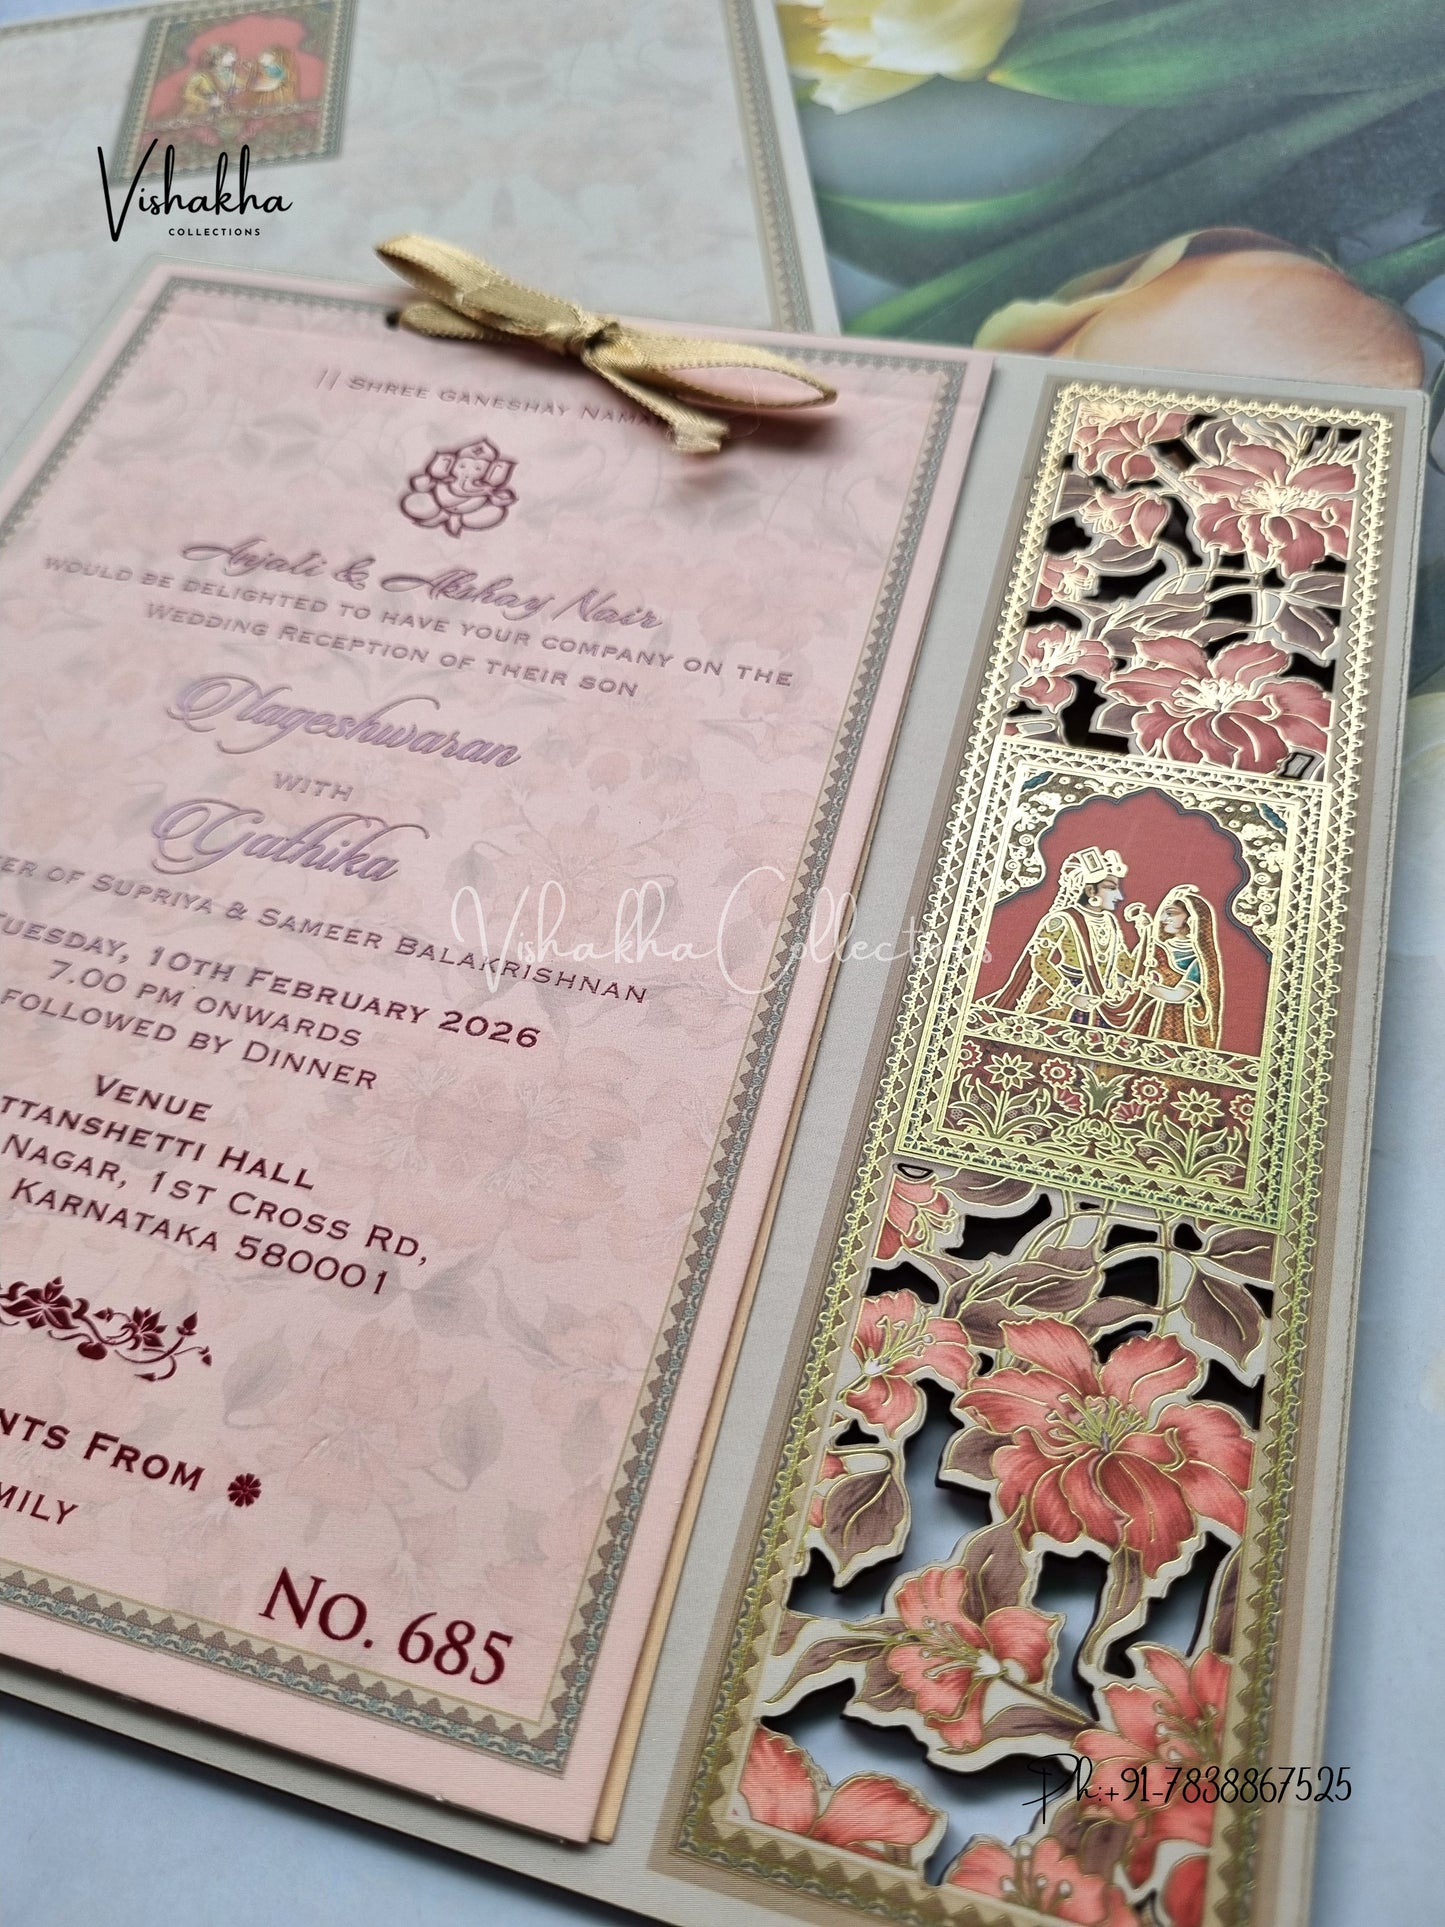 Vishakha
COLLECTIONS
// Shree Ganeshay
Anjali & Akshay Nair
would be delighted to have your company on the
Wedding Reception of their son
Nageshwaran
with
Gathika
of Supriya & Sameer Balakrishnan
Tuesday, 10th February 2026
7.00 pm onwards
followed by Dinner
Venue
ttanshetti Hall
Nagar, 1st Cross Rd,
Karnataka 580001
nts From
mily
No. 685
Vishakha Collections
Ph:+91-7838867525